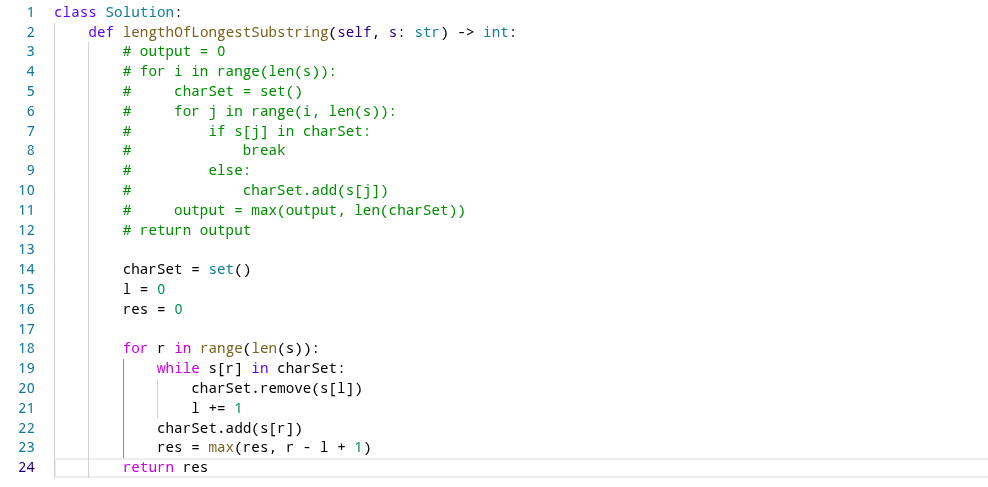 1 class Solution:
2     def lengthOfLongestSubstring(self, s: str) -> int:
3         # output = 0
4         # for i in range(len(s)):
5         #     charSet = set()
6         #     for j in range(i, len(s)):
7         #         if s[j] in charSet:
8         #             break
9         #         else:
10         #             charSet.add(s[j])
11         #     output = max(output, len(charSet))
12         # return output
13
14         charSet = set()
15         l = 0
16         res = 0
17
18         for r in range(len(s)):
19             while s[r] in charSet:
20                 charSet.remove(s[l])
21                 l += 1
22             charSet.add(s[r])
23             res = max(res, r - l + 1)
24         return res